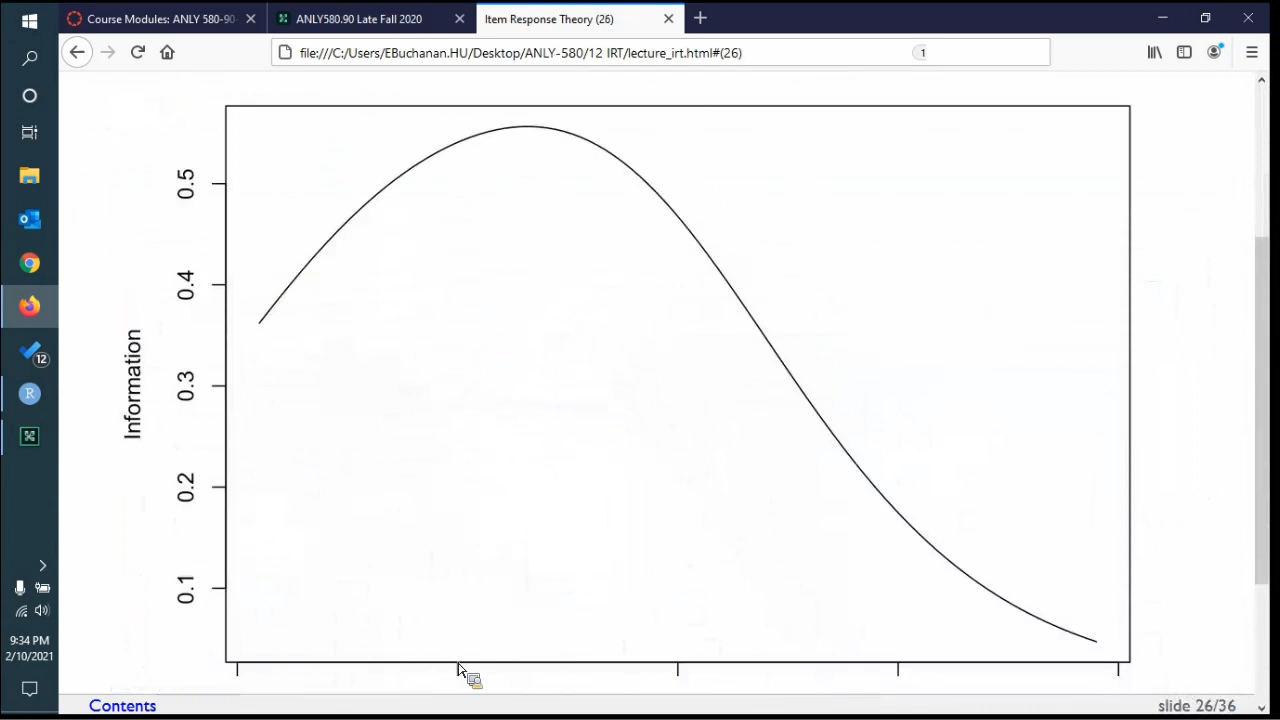 Course Modules: ANLY 580-90-
ANLY580.90 Late Fall 2020
Item Response Theory (26)
file:///C:/Users/EBuchanan.HU/Desktop/ANLY-580/12 IRT/lecture_irt.html#(26)
1
0.5
0.4
0.3
0.2
0.1
Information
12
R
9:34 PM
2/10/2021
Contents
slide 26/36